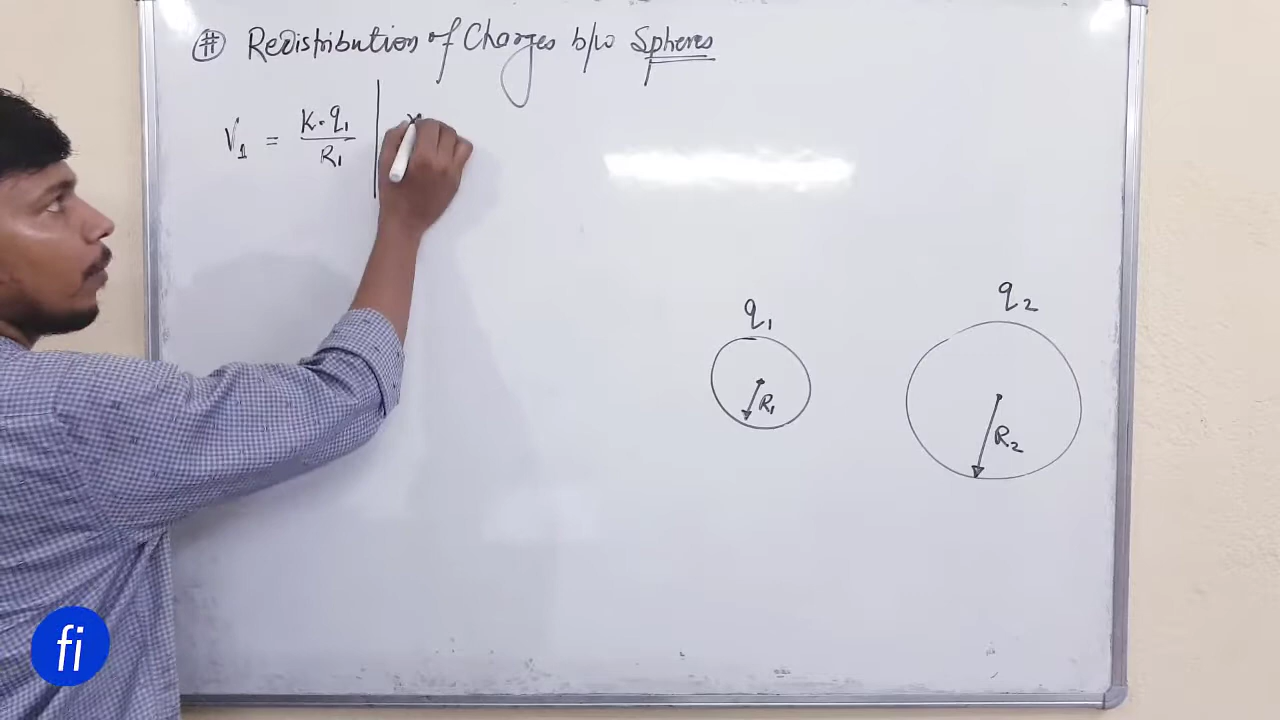 # Redistribution of Charges b/w Spheres
V₁ = K·q₁ / R₁
q₁
R₁
q₂
R₂
fi